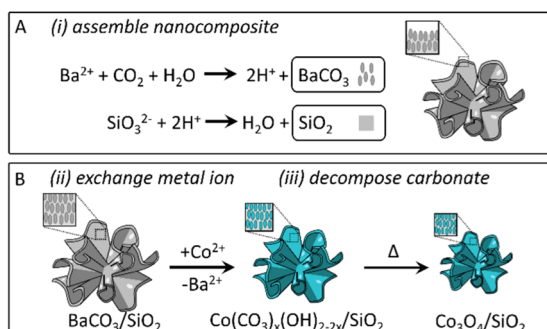 A (i) assemble nanocomposite
Ba²⁺ + CO₂ + H₂O → 2H⁺ + BaCO₃
SiO₃²⁻ + 2H⁺ → H₂O + SiO₂
B (ii) exchange metal ion (iii) decompose carbonate
+Co²⁺ Δ
-Ba²⁺
BaCO₃/SiO₂ Co(CO₃)ₓ(OH)₂₋₂ₓ/SiO₂ Co₃O₄/SiO₂